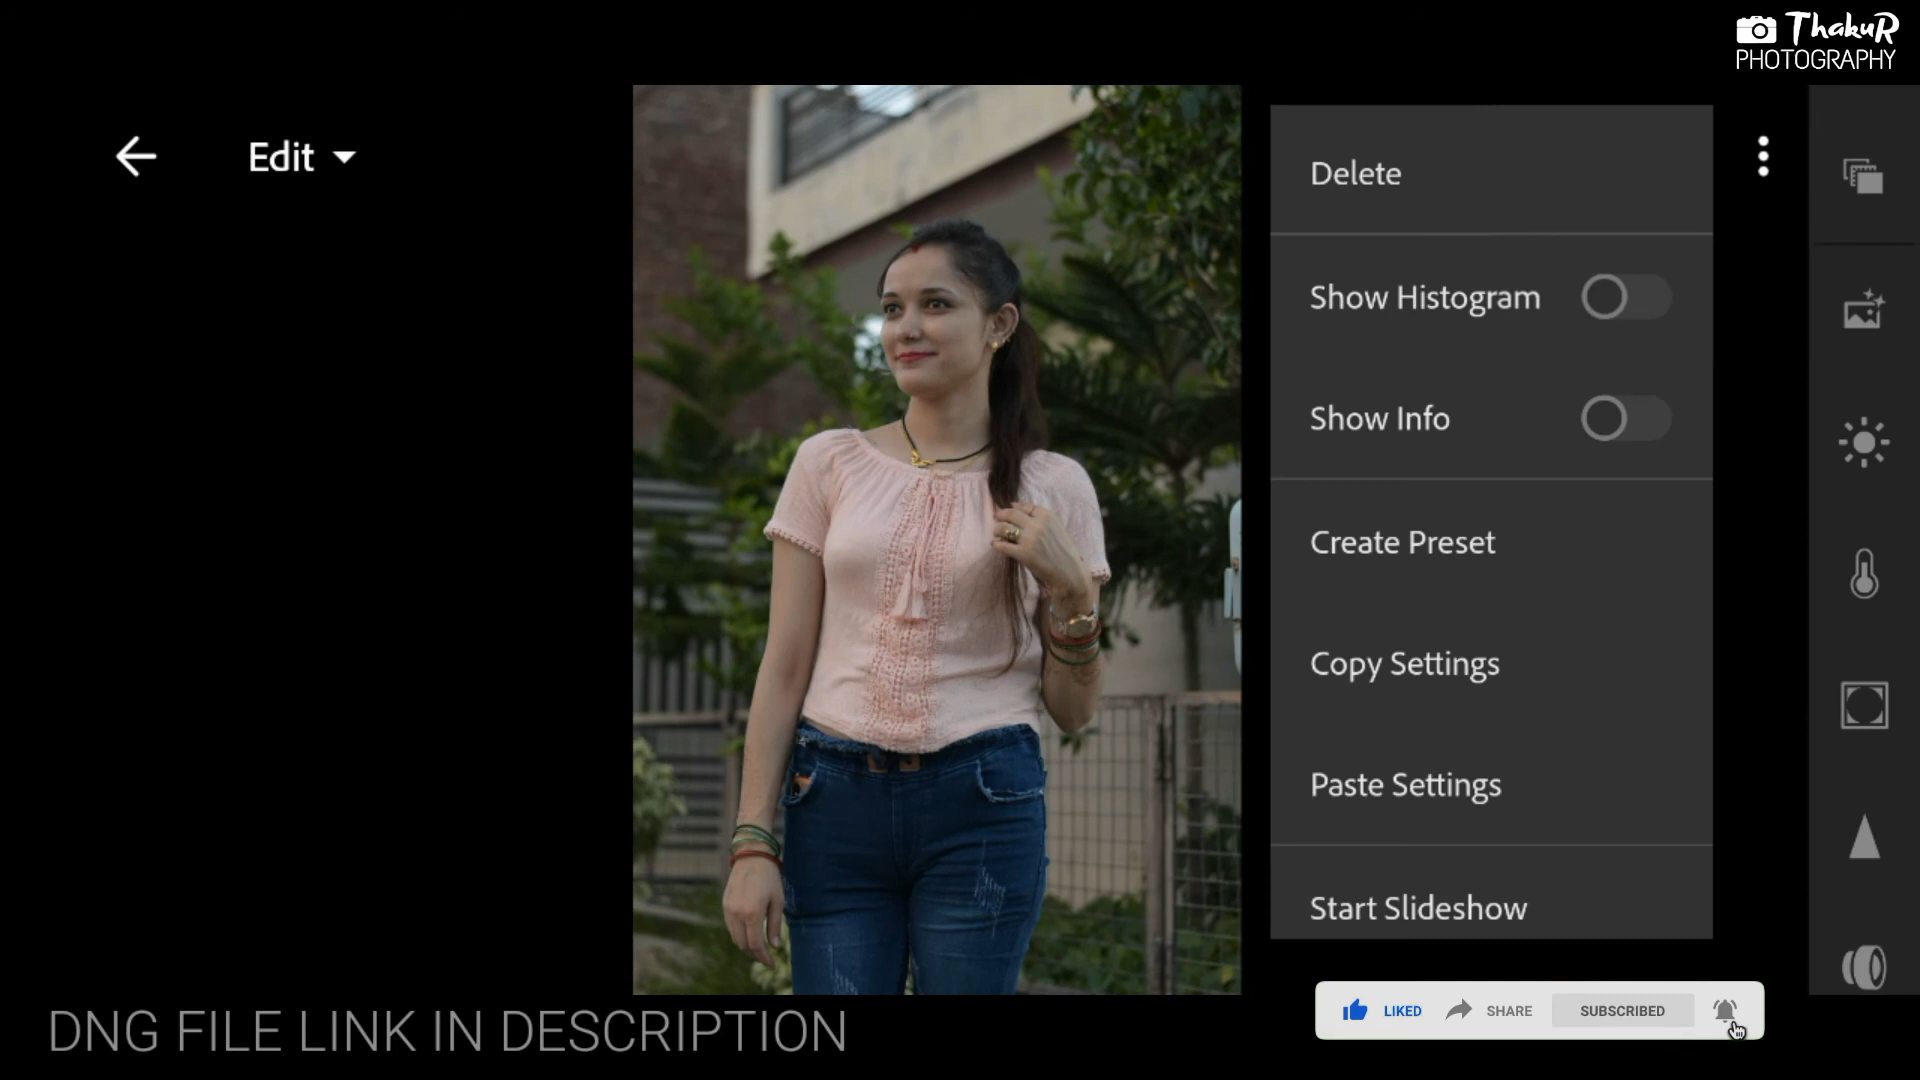 ThakuR
PHOTOGRAPHY
Edit
Delete
Show Histogram
Show Info
Create Preset
Copy Settings
Paste Settings
Start Slideshow
DNG FILE LINK IN DESCRIPTION
LIKED SHARE SUBSCRIBED